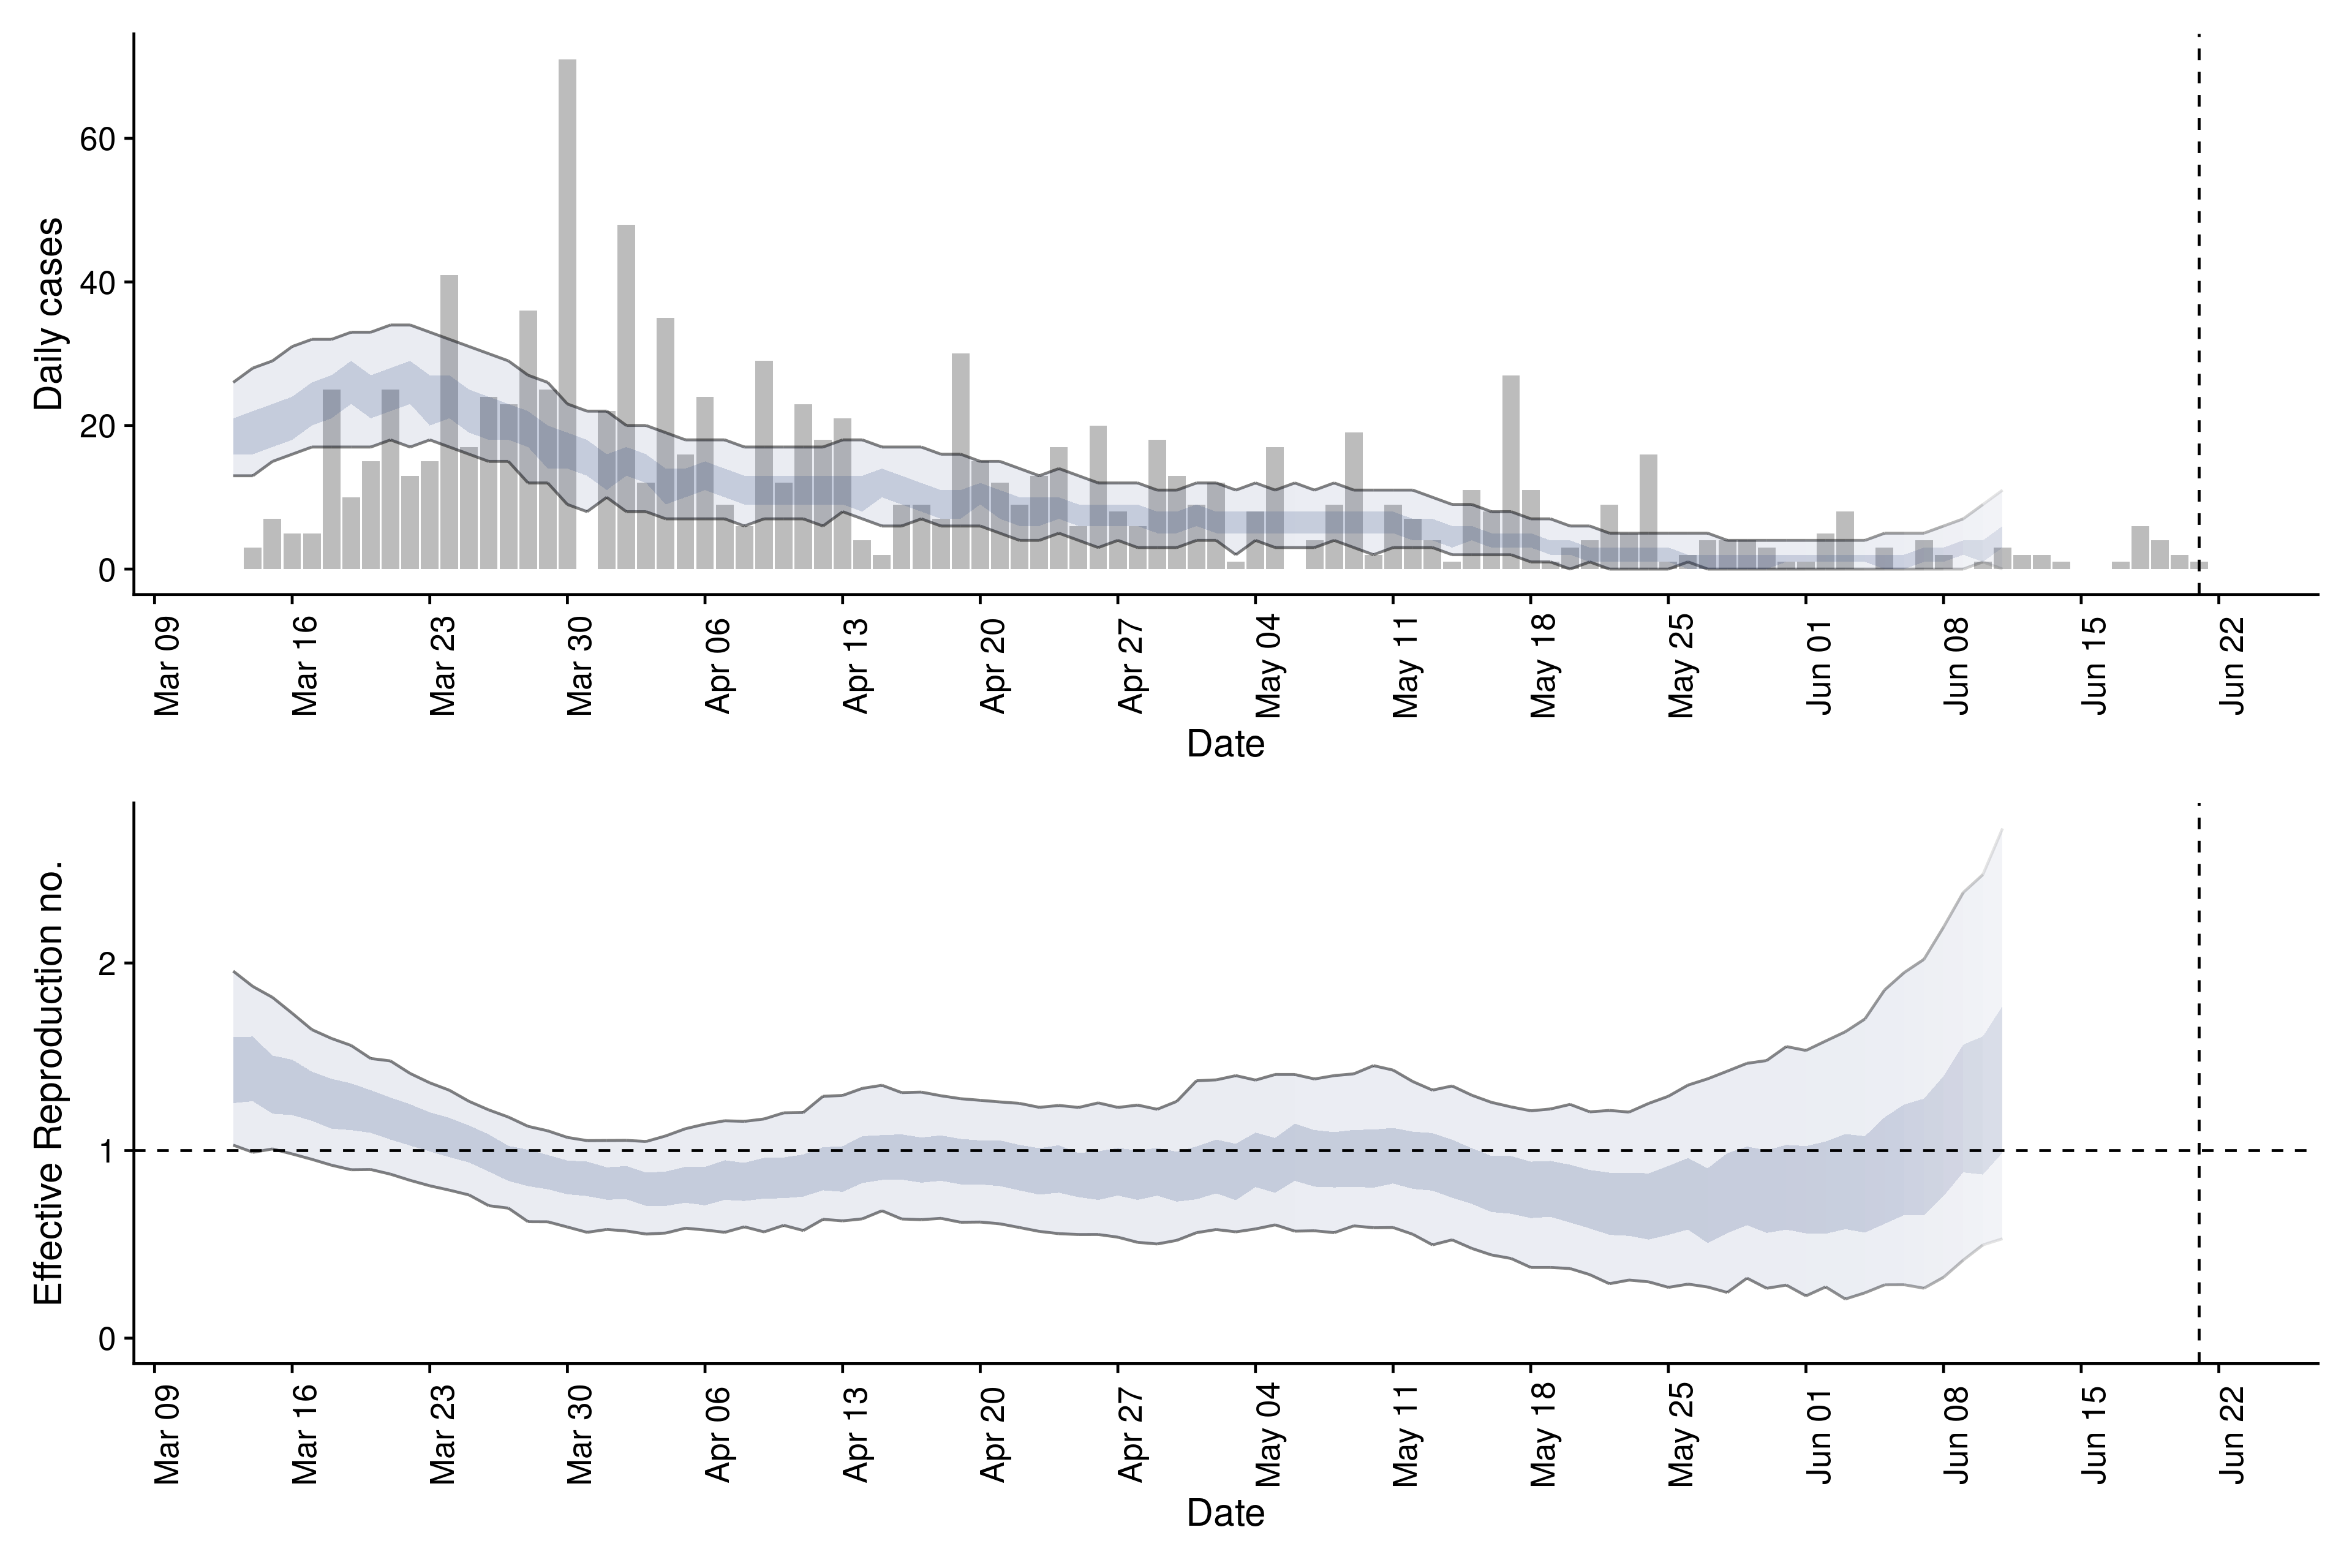 Daily cases
60
40
20
0
Mar 09
Mar 16
Mar 23
Mar 30
Apr 06
Apr 13
Apr 20
Apr 27
May 04
May 11
May 18
May 25
Jun 01
Jun 08
Jun 15
Jun 22
Date
Effective Reproduction no.
2
1
0
Mar 09
Mar 16
Mar 23
Mar 30
Apr 06
Apr 13
Apr 20
Apr 27
May 04
May 11
May 18
May 25
Jun 01
Jun 08
Jun 15
Jun 22
Date